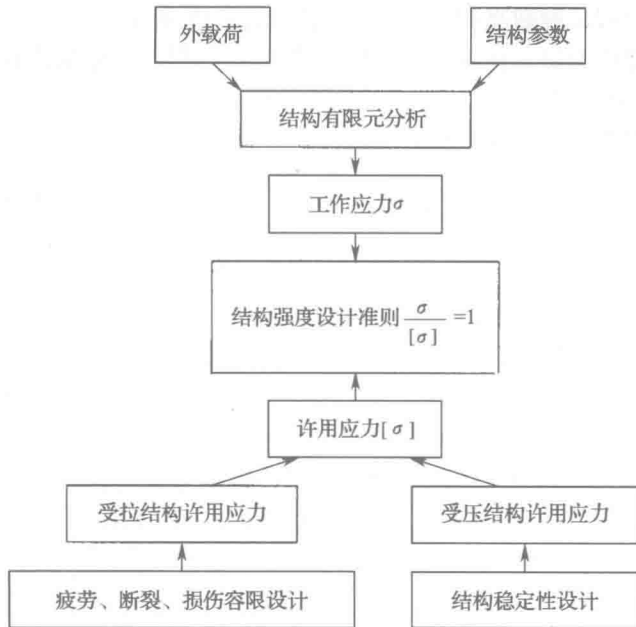 外载荷
结构参数
结构有限元分析
工作应力σ
结构强度设计准则 σ/[σ] =1
许用应力[σ]
受拉结构许用应力
受压结构许用应力
疲劳、断裂、损伤容限设计
结构稳定性设计